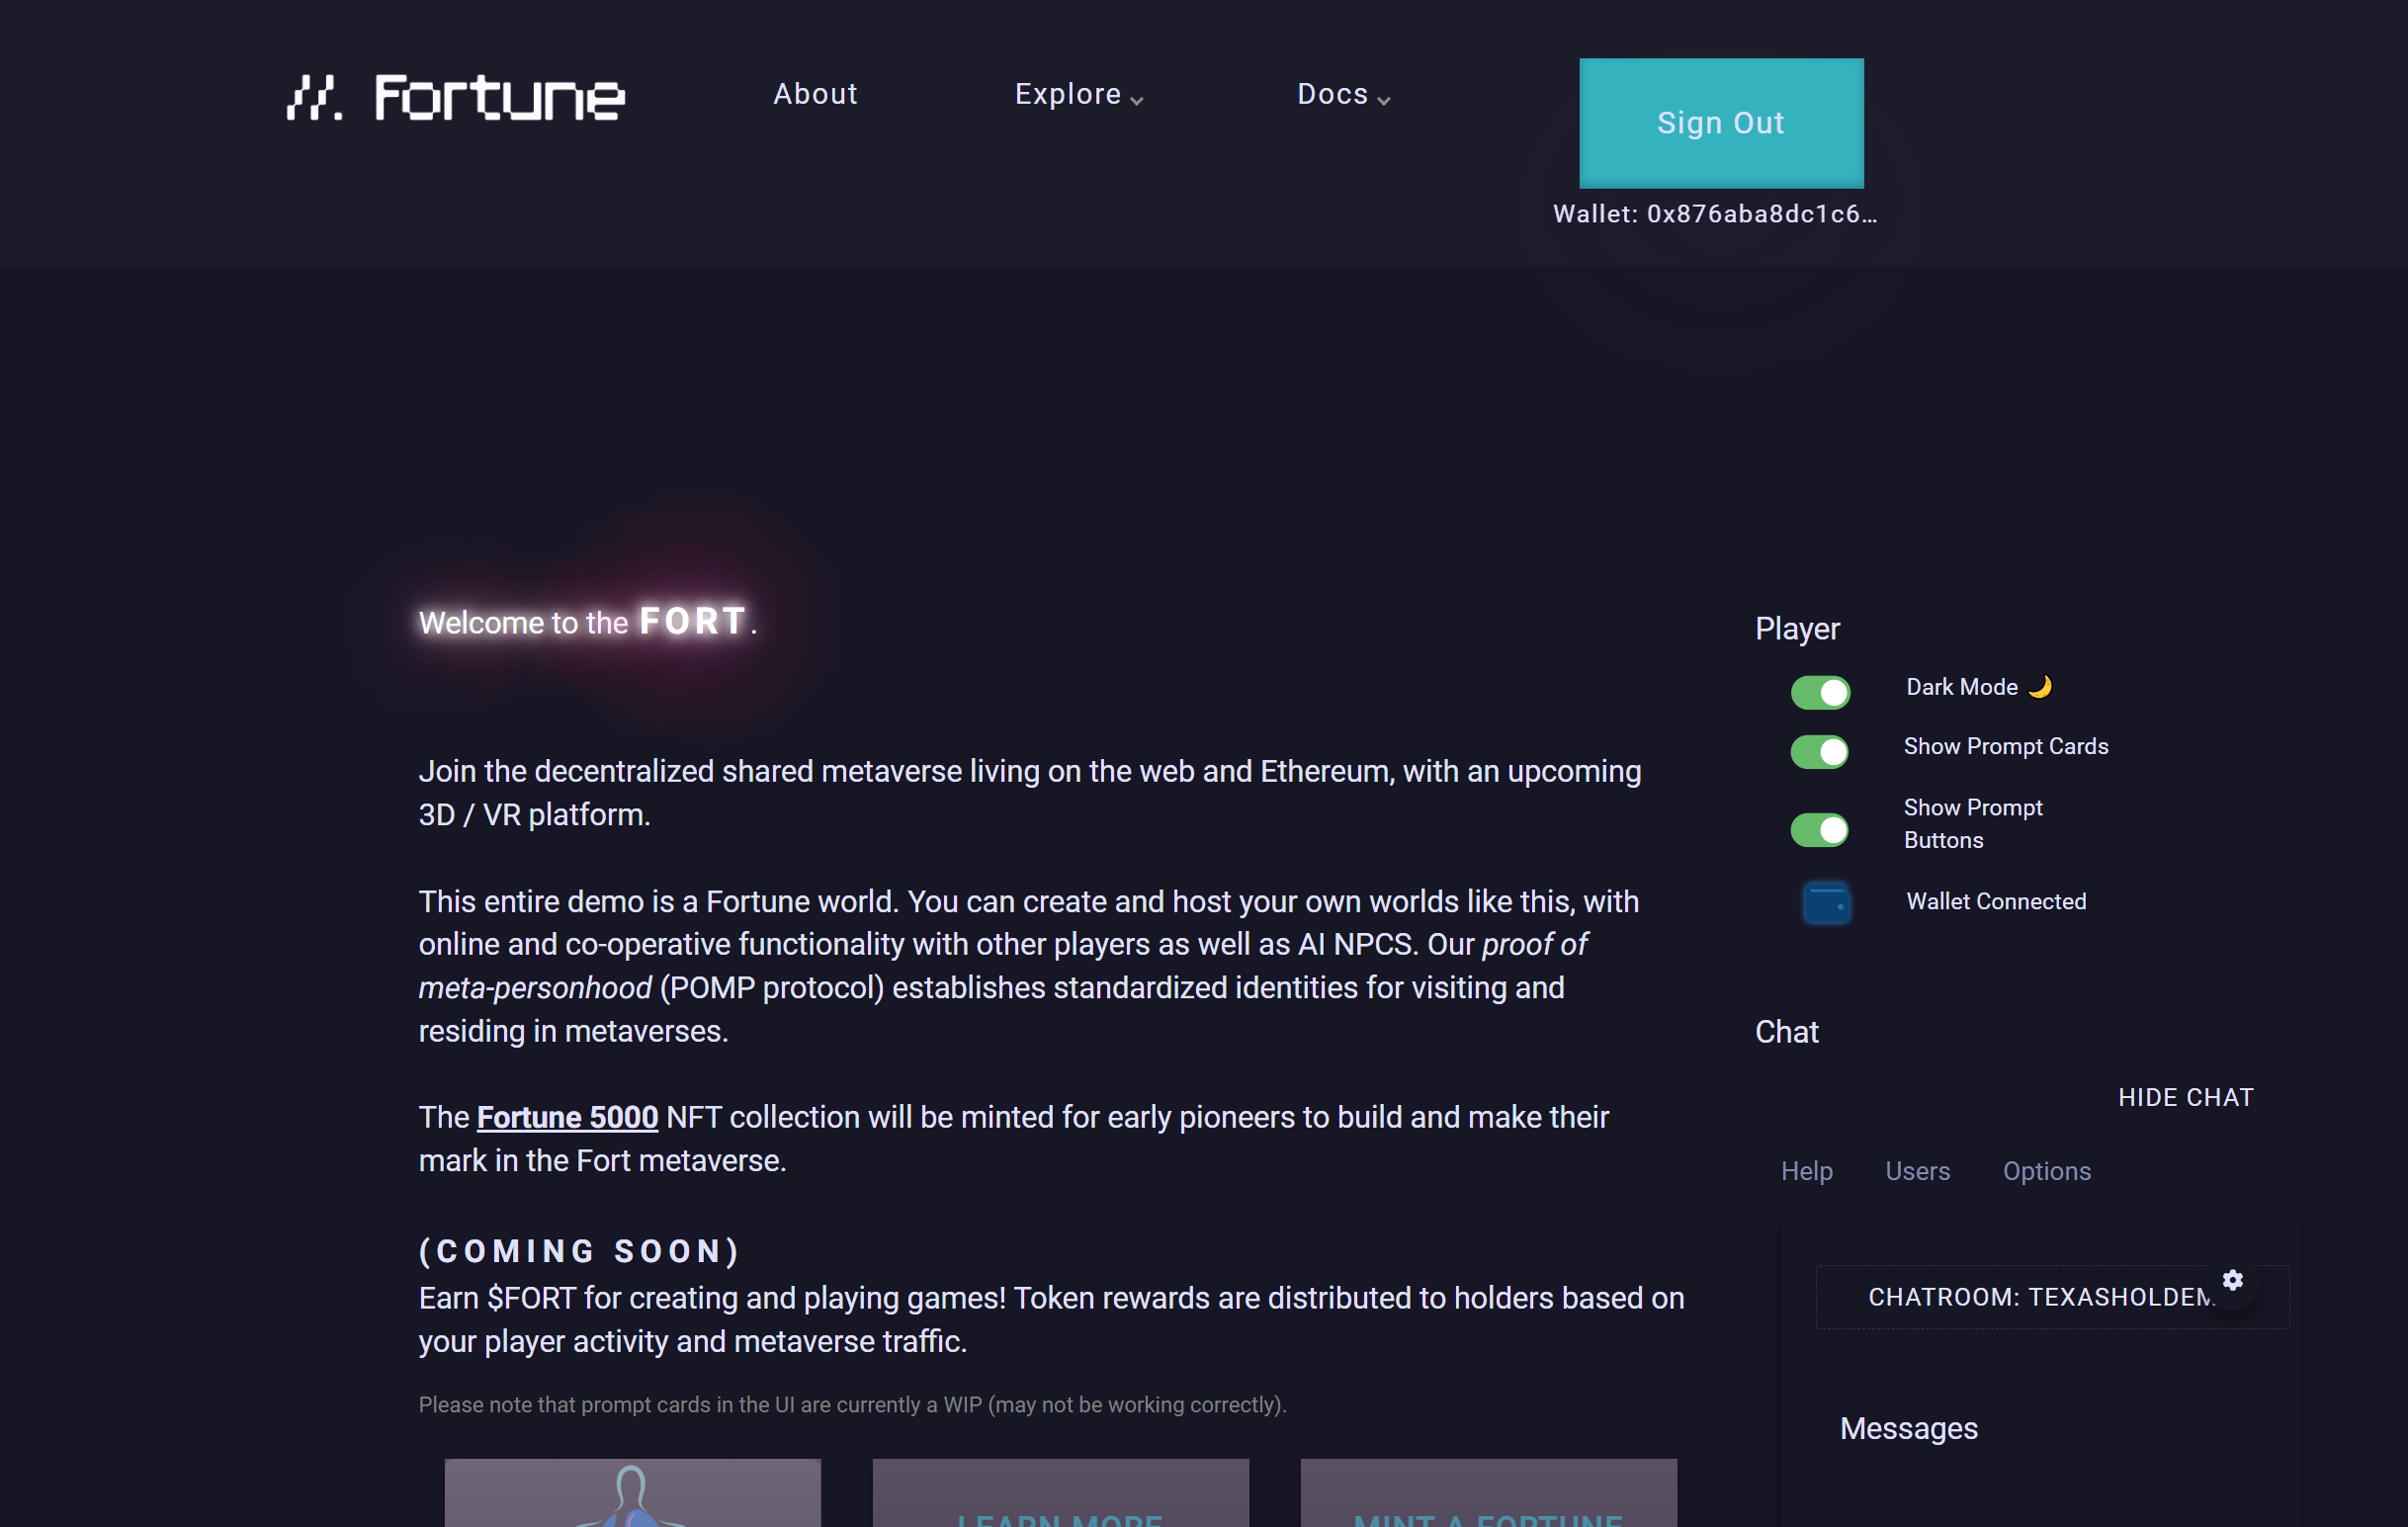 //. Fortune
About
Explore
Docs
Sign Out
Wallet: 0x876aba8dc1c6…
Welcome to the FORT.
Join the decentralized shared metaverse living on the web and Ethereum, with an upcoming
3D / VR platform.
This entire demo is a Fortune world. You can create and host your own worlds like this, with
online and co-operative functionality with other players as well as AI NPCS. Our proof of
meta-personhood (POMP protocol) establishes standardized identities for visiting and
residing in metaverses.
The Fortune 5000 NFT collection will be minted for early pioneers to build and make their
mark in the Fort metaverse.
(COMING SOON)
Earn $FORT for creating and playing games! Token rewards are distributed to holders based on
your player activity and metaverse traffic.
Please note that prompt cards in the UI are currently a WIP (may not be working correctly).
LEARN MORE
MINT A FORTUNE
Player
Dark Mode 🌙
Show Prompt Cards
Show Prompt
Buttons
Wallet Connected
Chat
HIDE CHAT
Help
Users
Options
CHATROOM: TEXASHOLDEM
Messages